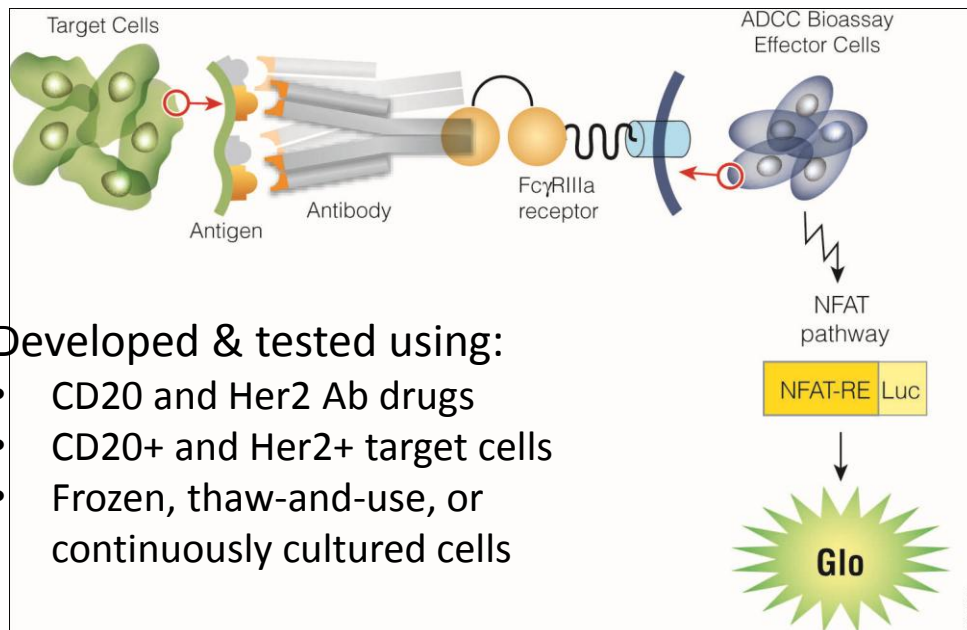 Target Cells
ADCC Bioassay
Effector Cells
Antigen
Antibody
FcγRIIIa
receptor
NFAT
pathway
NFAT-RE Luc
Glo
Developed & tested using:
• CD20 and Her2 Ab drugs
• CD20+ and Her2+ target cells
• Frozen, thaw-and-use, or
continuously cultured cells